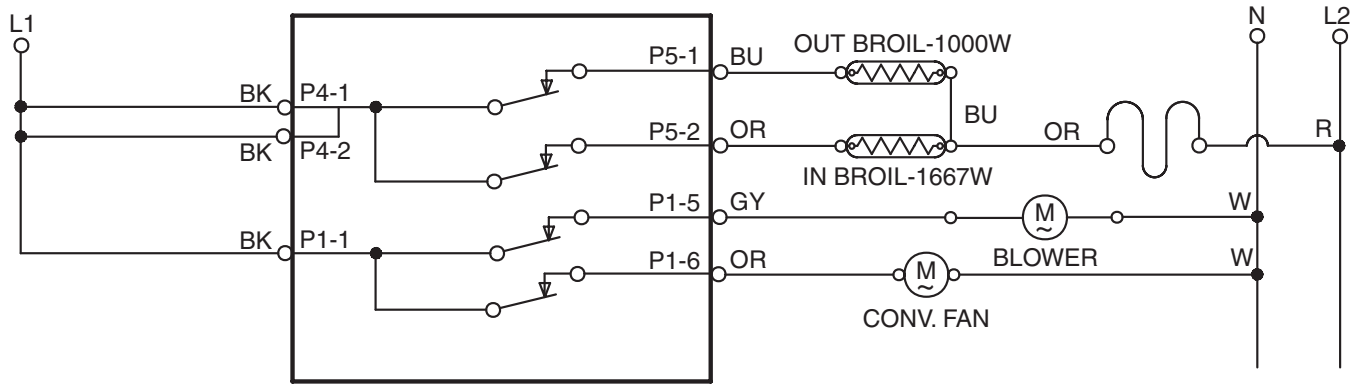 L1
N
L2
P5-1
BU
OUT BROIL-1000W
BK
P4-1
BU
P5-2
OR
OR
R
BK
P4-2
IN BROIL-1667W
P1-5
GY
M
~
W
BK
P1-1
BLOWER
P1-6
OR
M
~
W
CONV. FAN